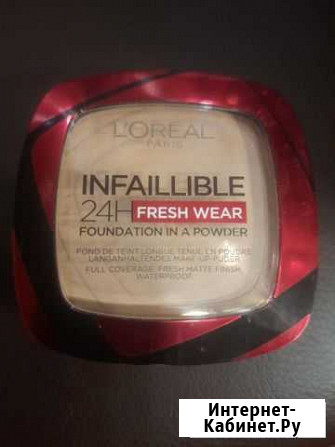 L'ORÉAL
PARIS
INFAILLIBLE
24H FRESH WEAR
FOUNDATION IN A POWDER
FOND DE TEINT LONGUE TENUE EN POUDRE
LANGANHALTENDES MAKE-UP-PUDER
FULL COVERAGE. FRESH MATTE FINISH.
WATERPROOF.
Интернет-
Кабинет.Ру